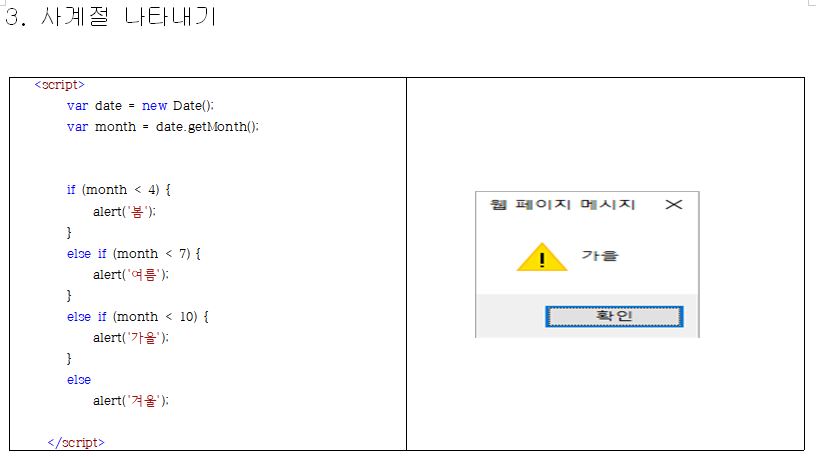 3. 사계절 나타내기
<script>
var date = new Date();
var month = date.getMonth();
if (month < 4) {
alert('봄');
}
else if (month < 7) {
alert('여름');
}
else if (month < 10) {
alert('가을');
}
else
alert('겨울');
</script>
웹 페이지 메시지
가을
확인